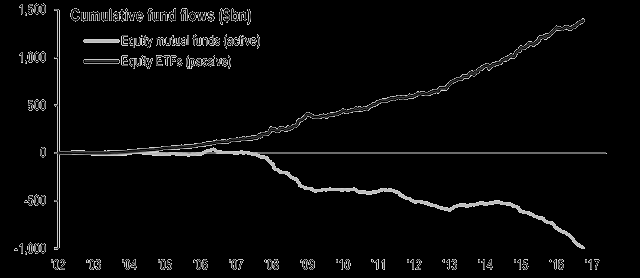 Cumulative fund flows ($bn)
Equity mutual funds (active)
Equity ETFs (passive)
1,500
1,000
500
0
-500
-1,000
'02 '03 '04 '05 '06 '07 '08 '09 '10 '11 '12 '13 '14 '15 '16 '17